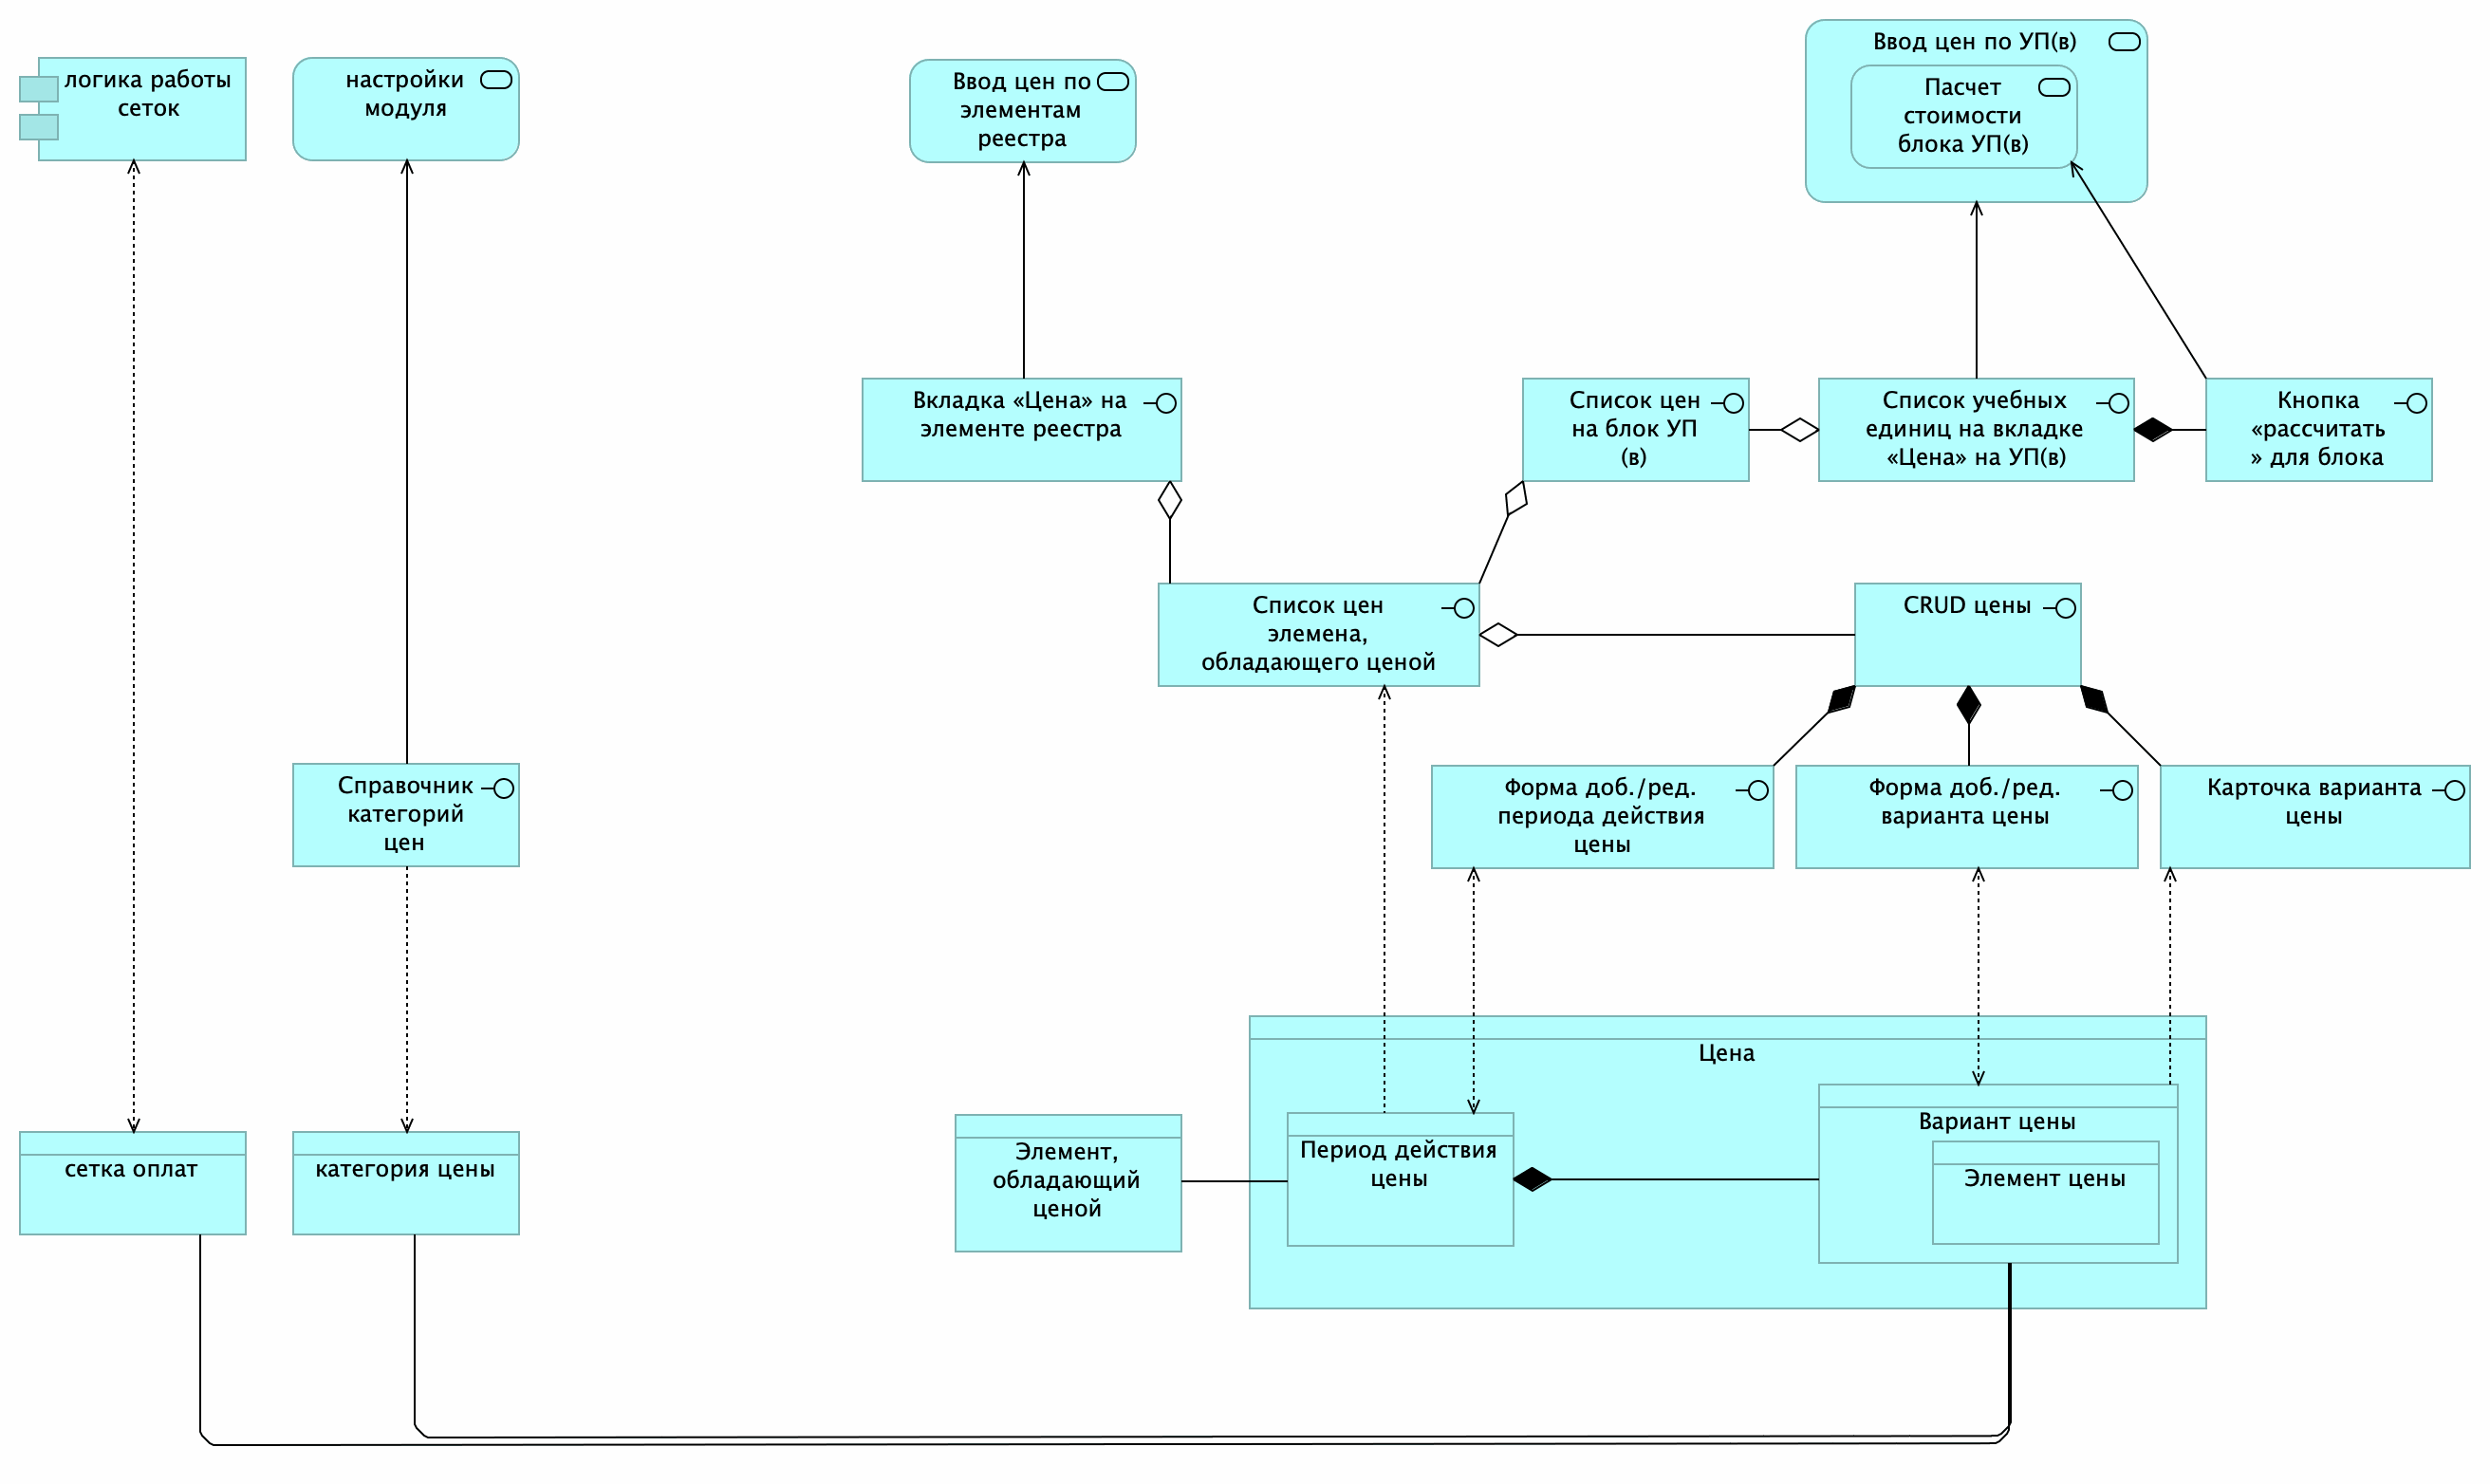 логика работы
сеток
настройки
модуля
Ввод цен по
элементам
реестра
Ввод цен по УП(в)
Пасчет
стоимости
блока УП(в)
Вкладка «Цена» на
элементе реестра
Список цен
на блок УП
(в)
Список учебных
единиц на вкладке
«Цена» на УП(в)
Кнопка
«рассчитать
» для блока
Список цен
элемена,
обладающего ценой
CRUD цены
Справочник
категорий
цен
Форма доб./ред.
периода действия
цены
Форма доб./ред.
варианта цены
Карточка варианта
цены
Цена
сетка оплат
категория цены
Элемент,
обладающий
ценой
Период действия
цены
Вариант цены
Элемент цены